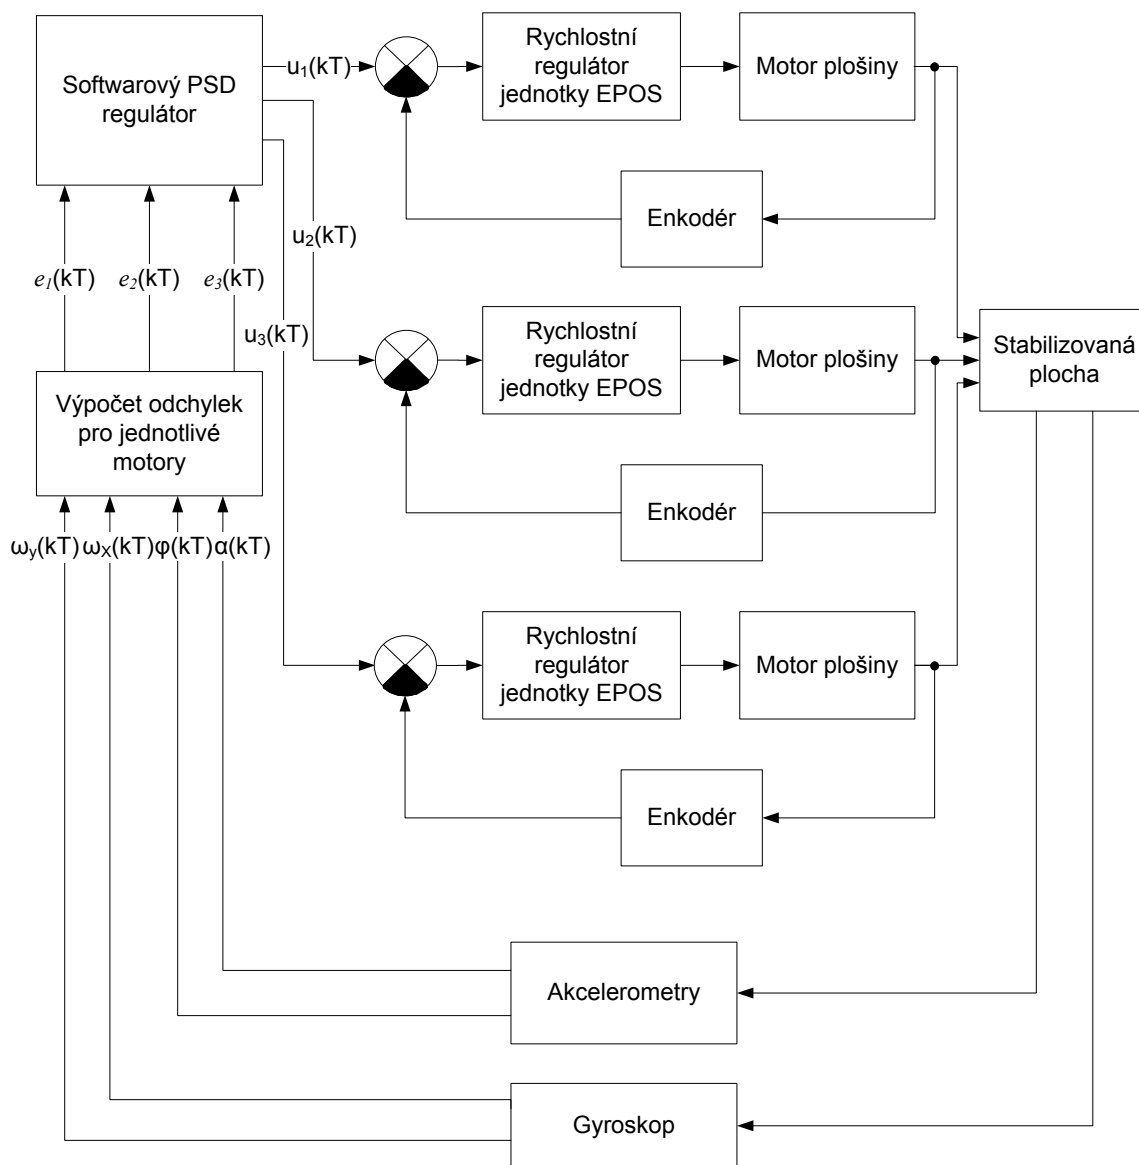 Softwarový PSD
regulátor
u₁(kT)
Rychlostní
regulátor
jednotky EPOS
Motor plošiny
Enkodér
u₂(kT)
e₁(kT)
e₂(kT)
e₃(kT)
u₃(kT)
Rychlostní
regulátor
jednotky EPOS
Motor plošiny
Stabilizovaná
plocha
Výpočet odchylek
pro jednotlivé
motory
Enkodér
ωy(kT)
ωx(kT)
φ(kT)
α(kT)
Rychlostní
regulátor
jednotky EPOS
Motor plošiny
Enkodér
Akcelerometry
Gyroskop